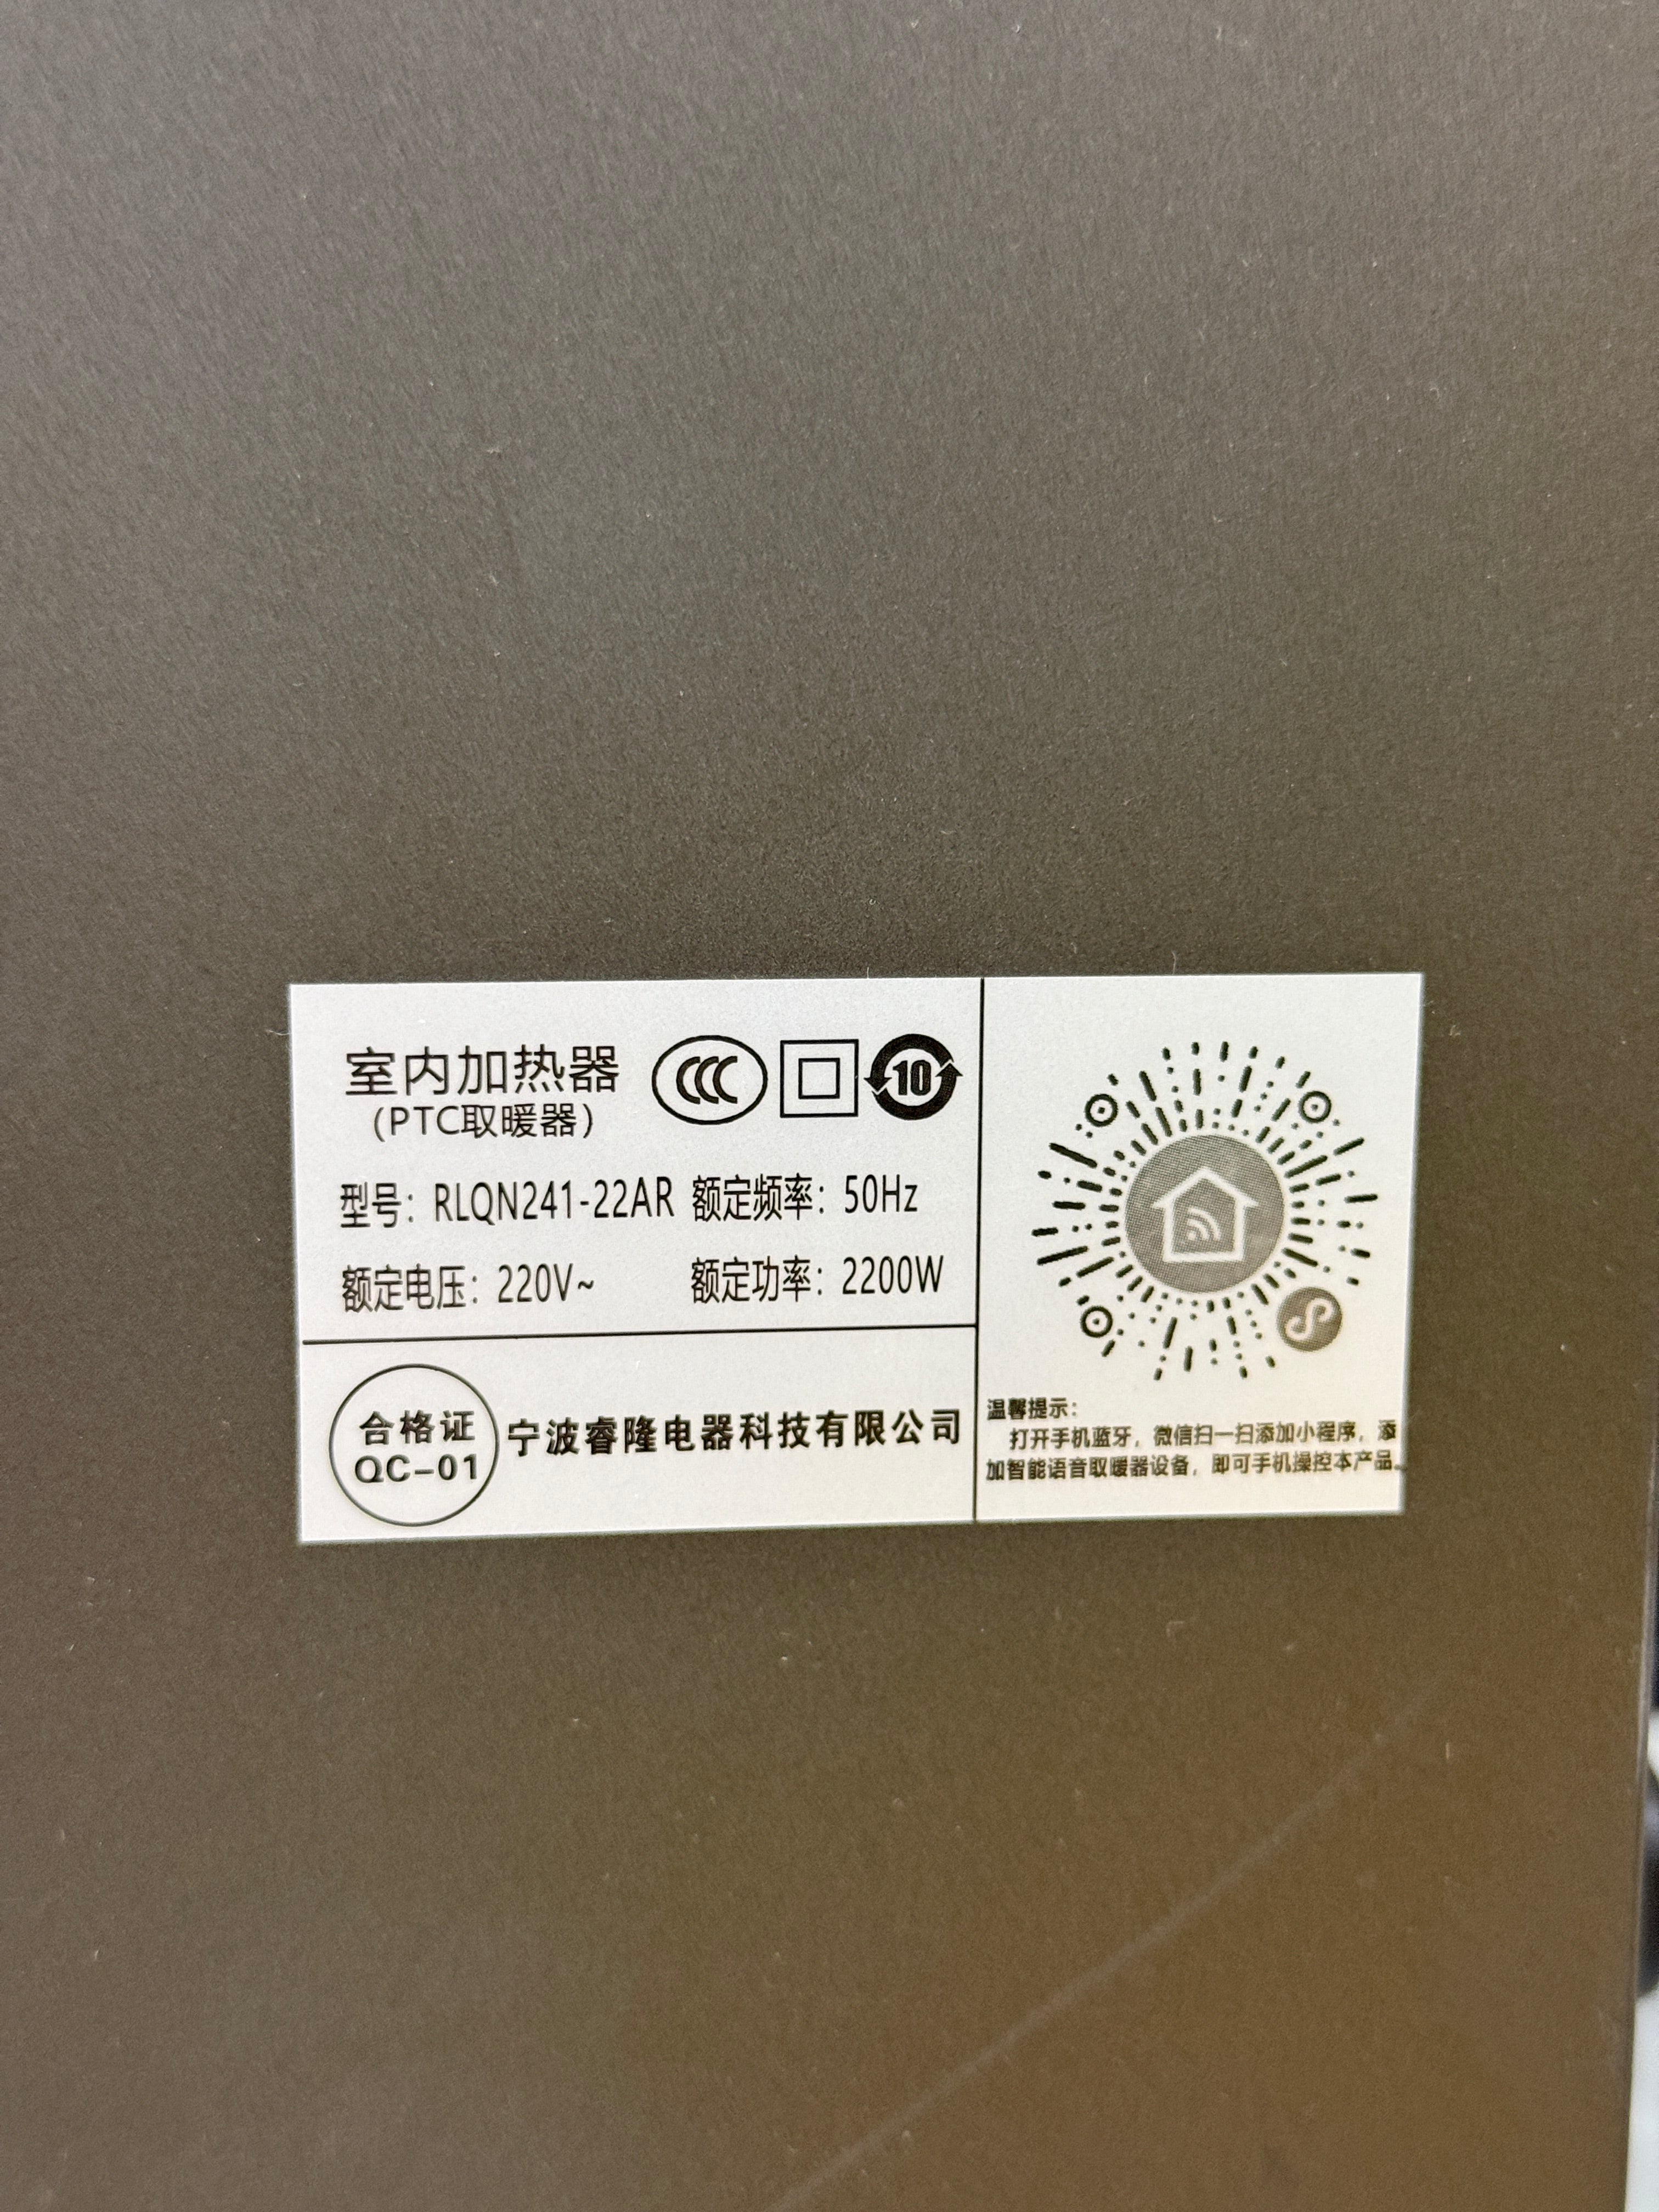 室内加热器
(PTC取暖器)
CCC
10
型号：RLQN241-22AR 额定频率：50Hz
额定电压：220V~ 额定功率：2200W
合格证
QC-01
宁波睿隆电器科技有限公司
温馨提示：
打开手机蓝牙，微信扫一扫添加小程序，添
加智能语音取暖器设备，即可手机操控本产品。